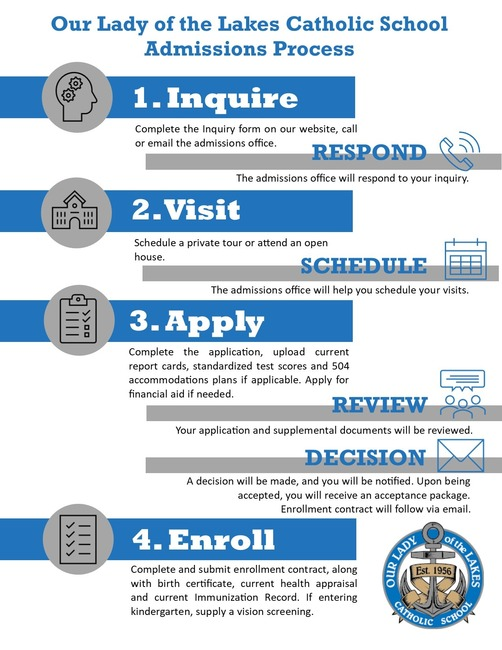 Our Lady of the Lakes Catholic School
Admissions Process
1. Inquire
Complete the Inquiry form on our website, call
or email the admissions office.
RESPOND
The admissions office will respond to your inquiry.
2. Visit
Schedule a private tour or attend an open
house.
SCHEDULE
The admissions office will help you schedule your visits.
3. Apply
Complete the application, upload current
report cards, standardized test scores and 504
accommodations plans if applicable. Apply for
financial aid if needed.
REVIEW
Your application and supplemental documents will be reviewed.
DECISION
A decision will be made, and you will be notified. Upon being
accepted, you will receive an acceptance package.
Enrollment contract will follow via email.
4. Enroll
Complete and submit enrollment contract, along
with birth certificate, current health appraisal
and current Immunization Record. If entering
kindergarten, supply a vision screening.
OUR LADY of the LAKES
Est. 1956
CATHOLIC SCHOOL